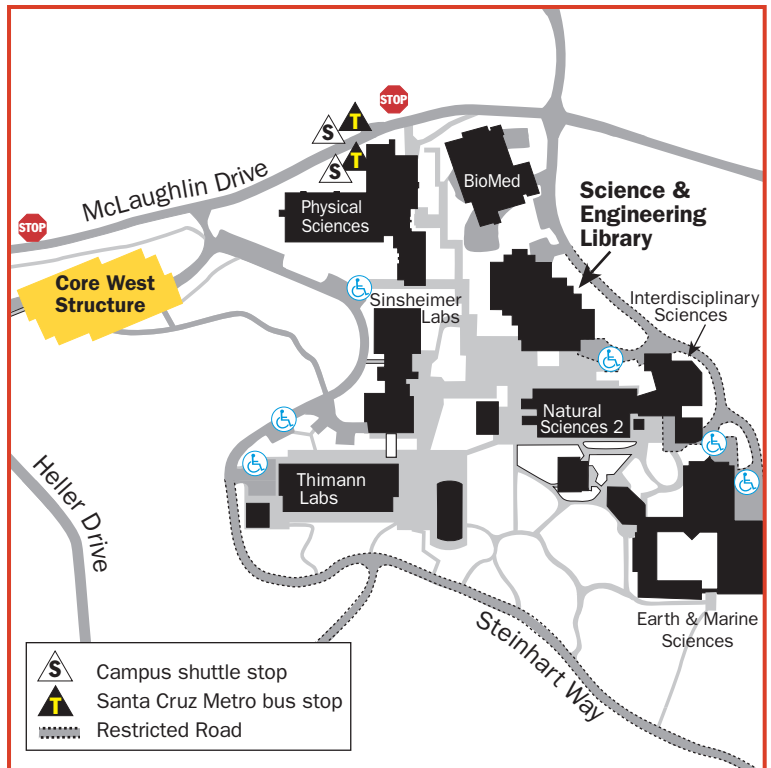 STOP
T
S
T
S
McLaughlin Drive
BioMed
Physical
Sciences
Science &
Engineering
Library
STOP
Core West
Structure
Interdisciplinary
Sciences
Sinsheimer
Labs
Natural
Sciences 2
Heller Drive
Thimann
Labs
Steinhart Way
Earth & Marine
Sciences
S Campus shuttle stop
T Santa Cruz Metro bus stop
Restricted Road